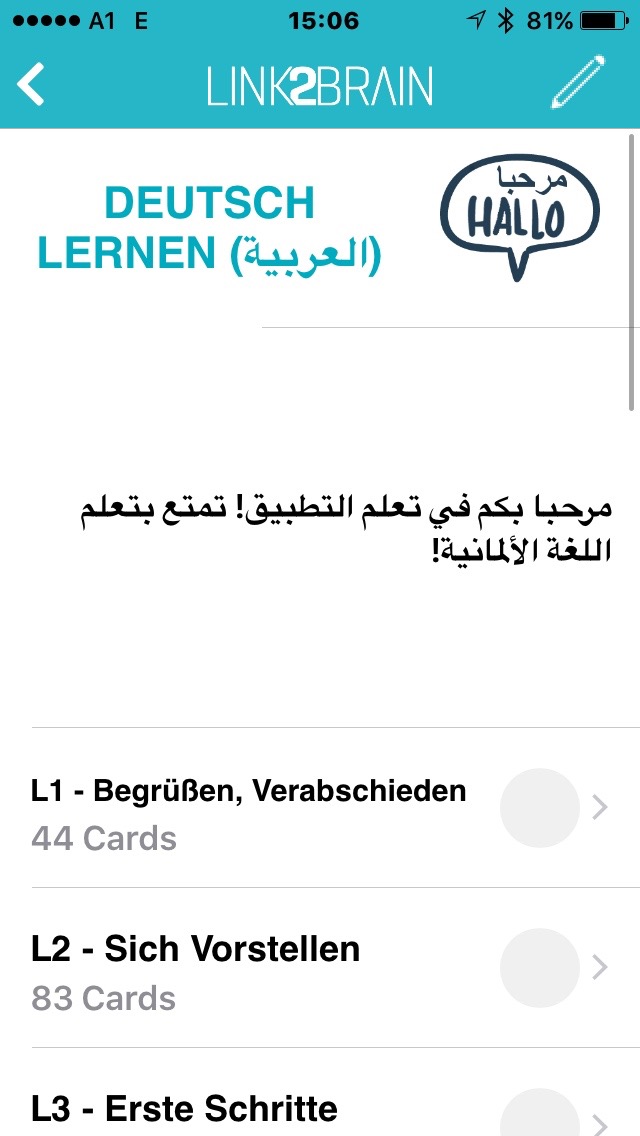 A1 E 15:06 81%
LINK2BRAIN
DEUTSCH
LERNEN (العربية)
مرحبا
HALLO
مرحبا بكم في تعلم التطبيق! تمتع بتعلم
اللغة الألمانية!
L1 - Begrüßen, Verabschieden
44 Cards
L2 - Sich Vorstellen
83 Cards
L3 - Erste Schritte